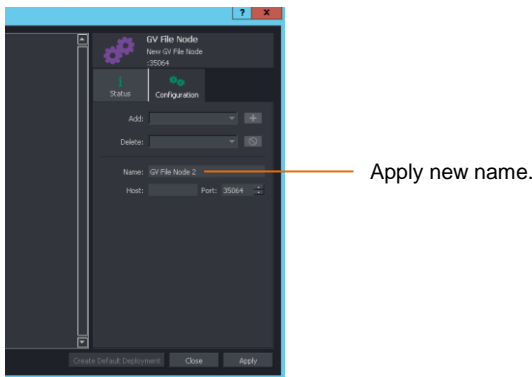 ? x
GV File Node
New GV File Node
:35064
Status Configuration
Add:
Delete:
Name: GV File Node 2
Apply new name.
Host: Port: 35064
Create Default Deployment Close Apply